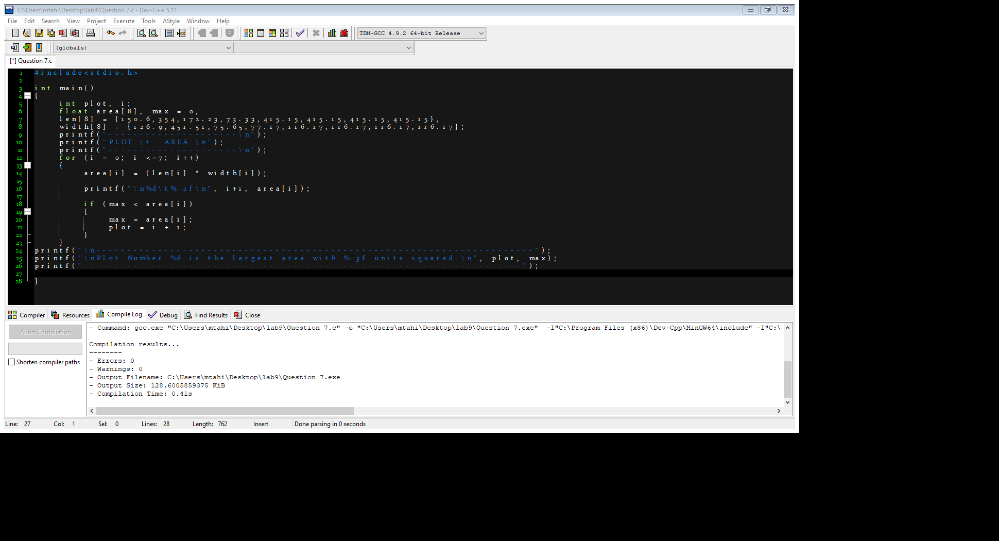 C:\Users\mtahi\Desktop\lab9\Question 7.c - Dev-C++ 5.11
File Edit Search View Project Execute Tools AStyle Window Help
TDM-GCC 4.9.2 64-bit Release
(globals)
[*] Question 7.c
1 #include<stdio.h>
2
3 int main()
4 {
5 int plot, i;
6 float area[8], max = 0,
7 len[8] = {150.6,354,172.23,73.33,415.15,415.15,415.15,415.15},
8 width[8] = {126.9,451.51,75.65,77.17,116.17,116.17,116.17,116.17};
9 printf("---------------------\n");
10 printf("PLOT \t  AREA \n");
11 printf("---------------------\n");
12 for (i = 0; i <=7; i++)
13 {
14 area[i] = (len[i] * width[i]);
15
16 printf("\n%d\t%.2f\n", i+1, area[i]);
17
18 if (max < area[i])
19 {
20 max = area[i];
21 plot = i + 1;
22 }
23 }
24 printf("\n-----------------------------------------------------------------------");
25 printf("\nPlot Number %d is the largest area with %.3f units squared.\n", plot, max);
26 printf("-----------------------------------------------------------------------");
27
28 }
Compiler Resources Compile Log Debug Find Results Close
Abort Compilation
Shorten compiler paths
- Command: gcc.exe "C:\Users\mtahi\Desktop\lab9\Question 7.c" -o "C:\Users\mtahi\Desktop\lab9\Question 7.exe"  -I"C:\Program Files (x86)\Dev-Cpp\MinGW64\include" -I"C:\
Compilation results...
--------
- Errors: 0
- Warnings: 0
- Output Filename: C:\Users\mtahi\Desktop\lab9\Question 7.exe
- Output Size: 128.6005859375 KiB
- Compilation Time: 0.41s
Line: 27 Col: 1 Sel: 0 Lines: 28 Length: 762 Insert Done parsing in 0 seconds